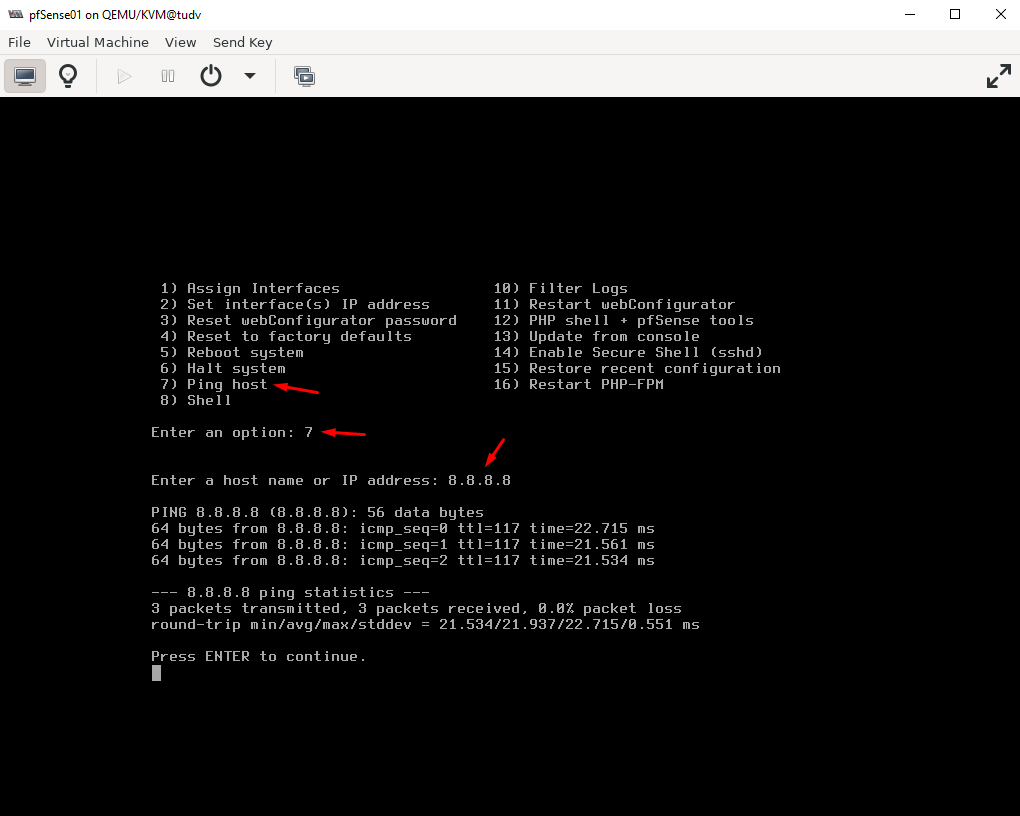 pfSense01 on QEMU/KVM@tudv
File Virtual Machine View Send Key
1) Assign Interfaces 10) Filter Logs
2) Set interface(s) IP address 11) Restart webConfigurator
3) Reset webConfigurator password 12) PHP shell + pfSense tools
4) Reset to factory defaults 13) Update from console
5) Reboot system 14) Enable Secure Shell (sshd)
6) Halt system 15) Restore recent configuration
7) Ping host 16) Restart PHP-FPM
8) Shell
Enter an option: 7
Enter a host name or IP address: 8.8.8.8
PING 8.8.8.8 (8.8.8.8): 56 data bytes
64 bytes from 8.8.8.8: icmp_seq=0 ttl=117 time=22.715 ms
64 bytes from 8.8.8.8: icmp_seq=1 ttl=117 time=21.561 ms
64 bytes from 8.8.8.8: icmp_seq=2 ttl=117 time=21.534 ms
--- 8.8.8.8 ping statistics ---
3 packets transmitted, 3 packets received, 0.0% packet loss
round-trip min/avg/max/stddev = 21.534/21.937/22.715/0.551 ms
Press ENTER to continue.